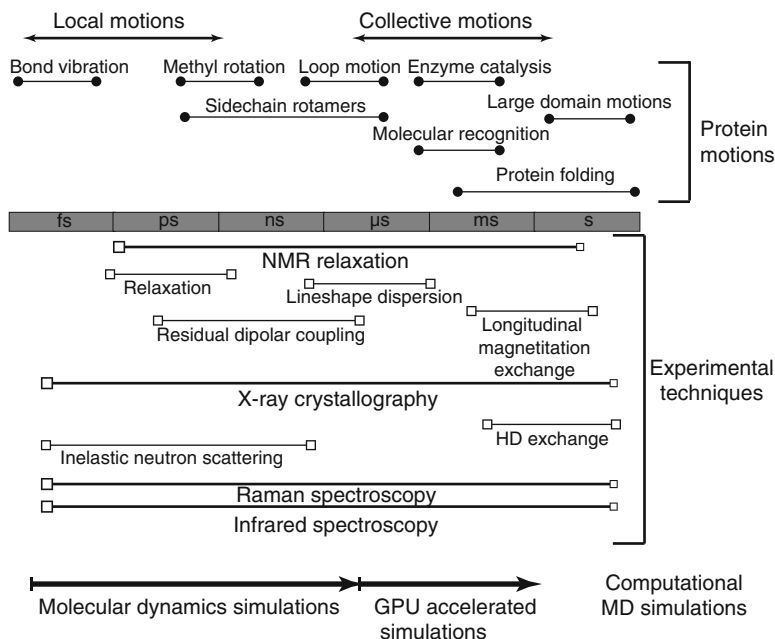 Local motions
Collective motions
Bond vibration
Methyl rotation
Loop motion
Enzyme catalysis
Sidechain rotamers
Large domain motions
Molecular recognition
Protein folding
Protein
motions
fs
ps
ns
µs
ms
s
NMR relaxation
Relaxation
Lineshape dispersion
Residual dipolar coupling
Longitudinal
magnetitation
exchange
X-ray crystallography
HD exchange
Inelastic neutron scattering
Raman spectroscopy
Infrared spectroscopy
Experimental
techniques
Molecular dynamics simulations
GPU accelerated
simulations
Computational
MD simulations